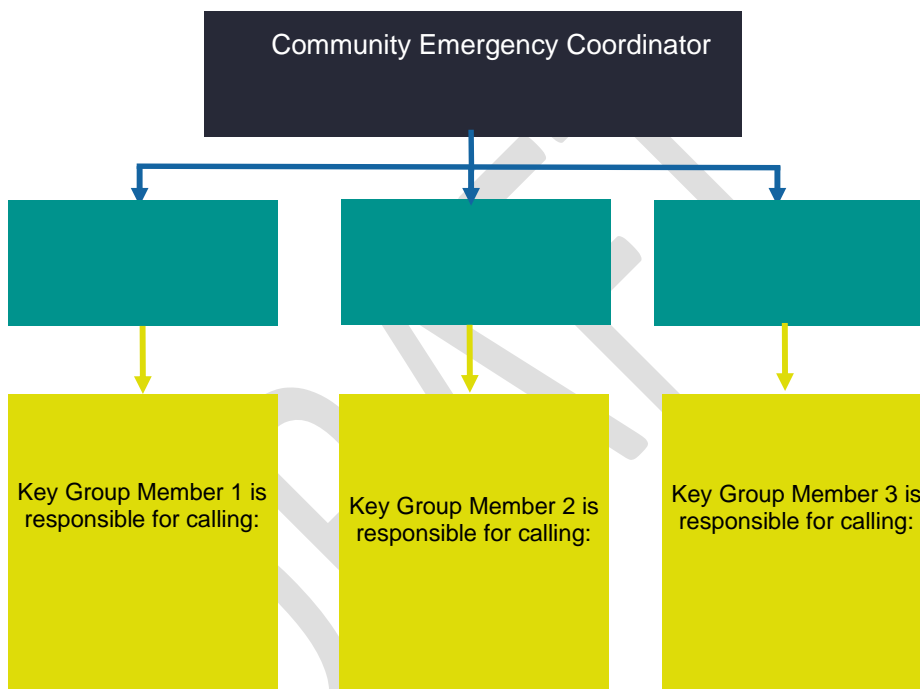 Community Emergency Coordinator
Key Group Member 1 is
responsible for calling:
Key Group Member 2 is
responsible for calling:
Key Group Member 3 is
responsible for calling:
DRAFT